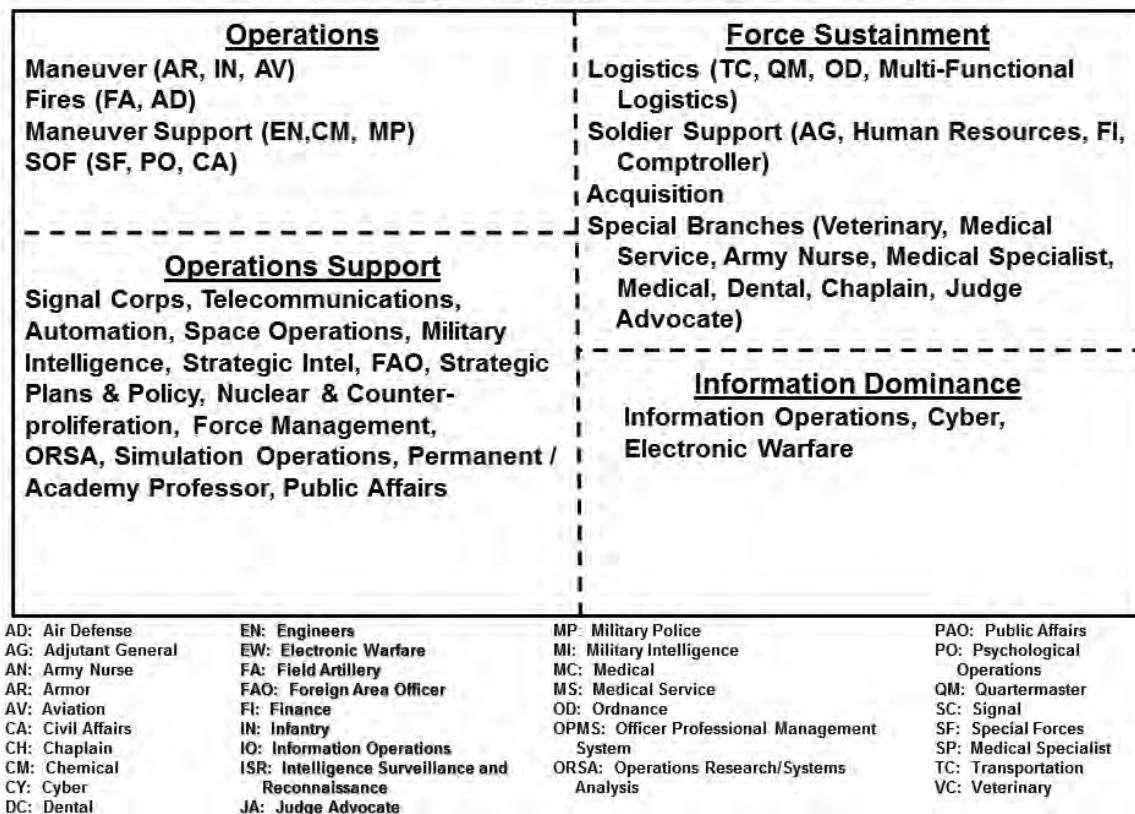 Operations
Maneuver (AR, IN, AV)
Fires (FA, AD)
Maneuver Support (EN,CM, MP)
SOF (SF, PO, CA)
Operations Support
Signal Corps, Telecommunications,
Automation, Space Operations, Military
Intelligence, Strategic Intel, FAO, Strategic
Plans & Policy, Nuclear & Counter-
proliferation, Force Management,
ORSA, Simulation Operations, Permanent /
Academy Professor, Public Affairs
Force Sustainment
Logistics (TC, QM, OD, Multi-Functional
Logistics)
Soldier Support (AG, Human Resources, FI,
Comptroller)
Acquisition
Special Branches (Veterinary, Medical
Service, Army Nurse, Medical Specialist,
Medical, Dental, Chaplain, Judge
Advocate)
Information Dominance
Information Operations, Cyber,
Electronic Warfare
AD: Air Defense
AG: Adjutant General
AN: Army Nurse
AR: Armor
AV: Aviation
CA: Civil Affairs
CH: Chaplain
CM: Chemical
CY: Cyber
DC: Dental
EN: Engineers
EW: Electronic Warfare
FA: Field Artillery
FAO: Foreign Area Officer
FI: Finance
IN: Infantry
IO: Information Operations
ISR: Intelligence Surveillance and
Reconnaissance
JA: Judge Advocate
MP: Military Police
MI: Military Intelligence
MC: Medical
MS: Medical Service
OD: Ordnance
OPMS: Officer Professional Management
System
ORSA: Operations Research/Systems
Analysis
PAO: Public Affairs
PO: Psychological
Operations
QM: Quartermaster
SC: Signal
SF: Special Forces
SP: Medical Specialist
TC: Transportation
VC: Veterinary